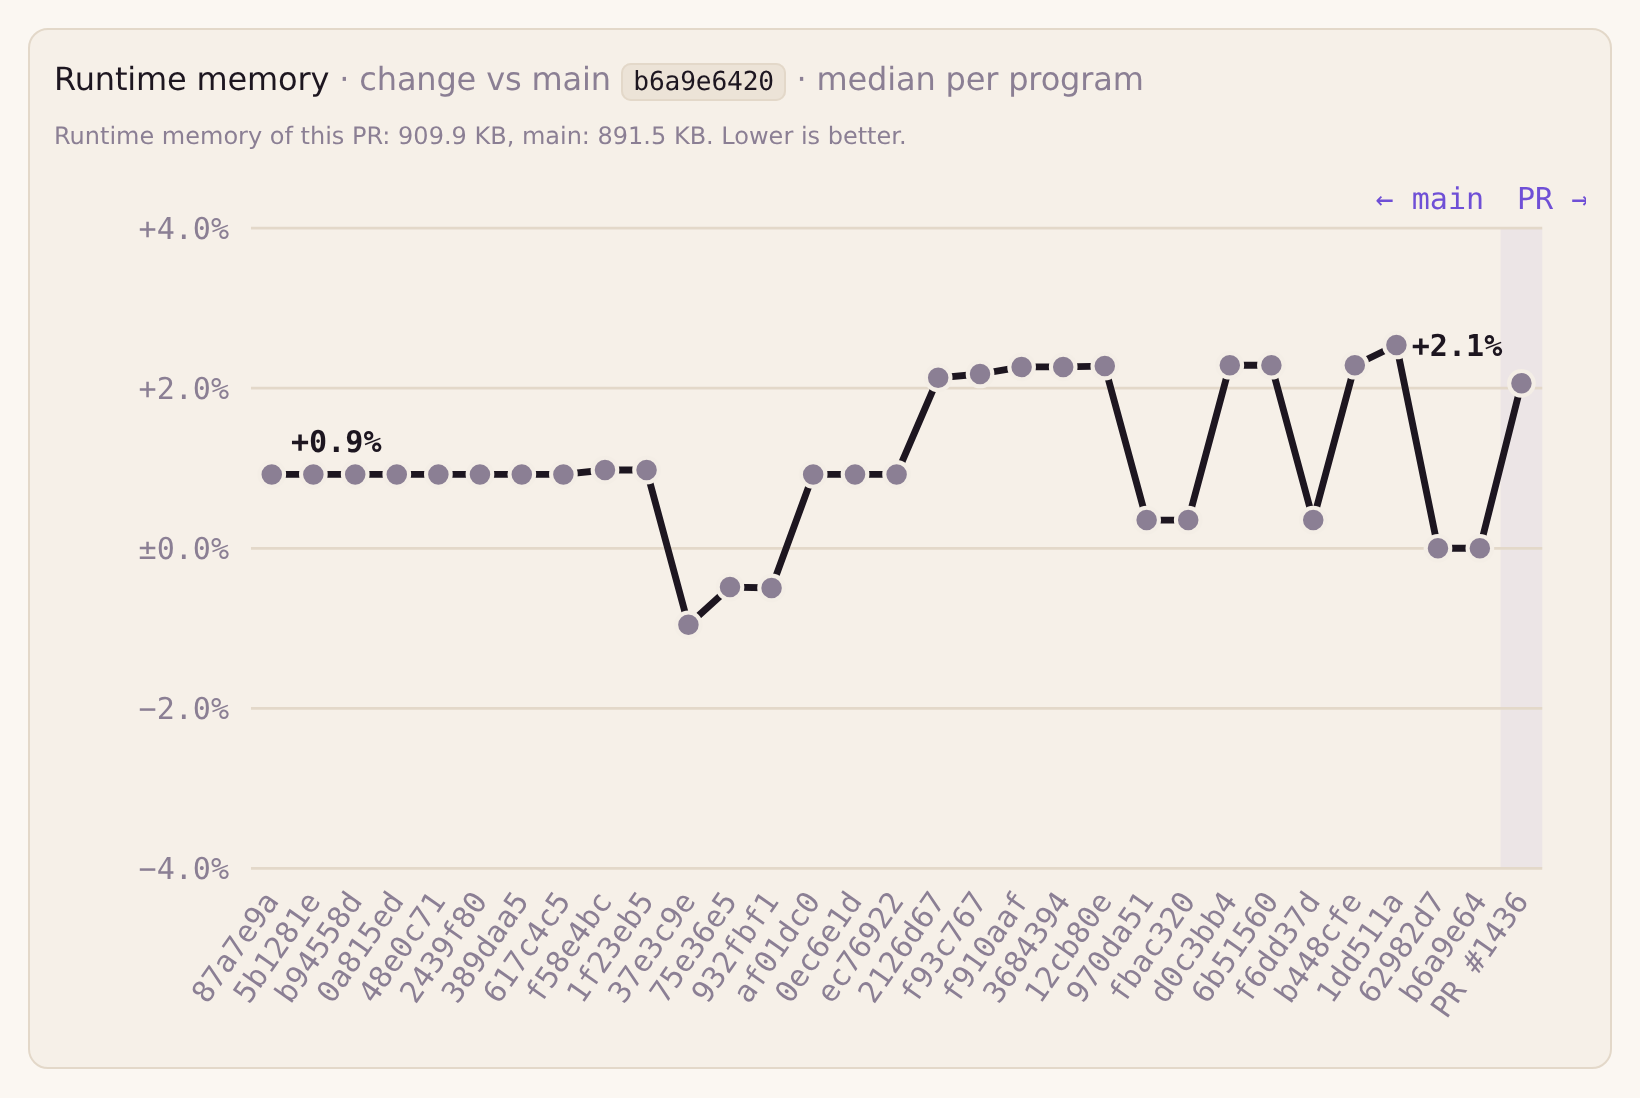 Runtime memory · change vs main b6a9e6420 · median per program
Runtime memory of this PR: 909.9 KB, main: 891.5 KB. Lower is better.
← main PR →
+4.0%
+2.0%
±0.0%
−2.0%
−4.0%
+0.9%
+2.1%
87a7e9a
5b1281e
b94558d
0a815ed
48e0c71
2439f80
389daa5
617c4c5
f58e4bc
1f23eb5
37e3c9e
75e36e5
932fbf1
af01dc0
0ec6e1d
ec76922
2126d67
f93c767
f910aaf
3684394
12cb80e
970da51
fbac320
d0c3bb4
6b51560
f6dd37d
b448cfe
1dd511a
62982d7
b6a9e64
PR #1436